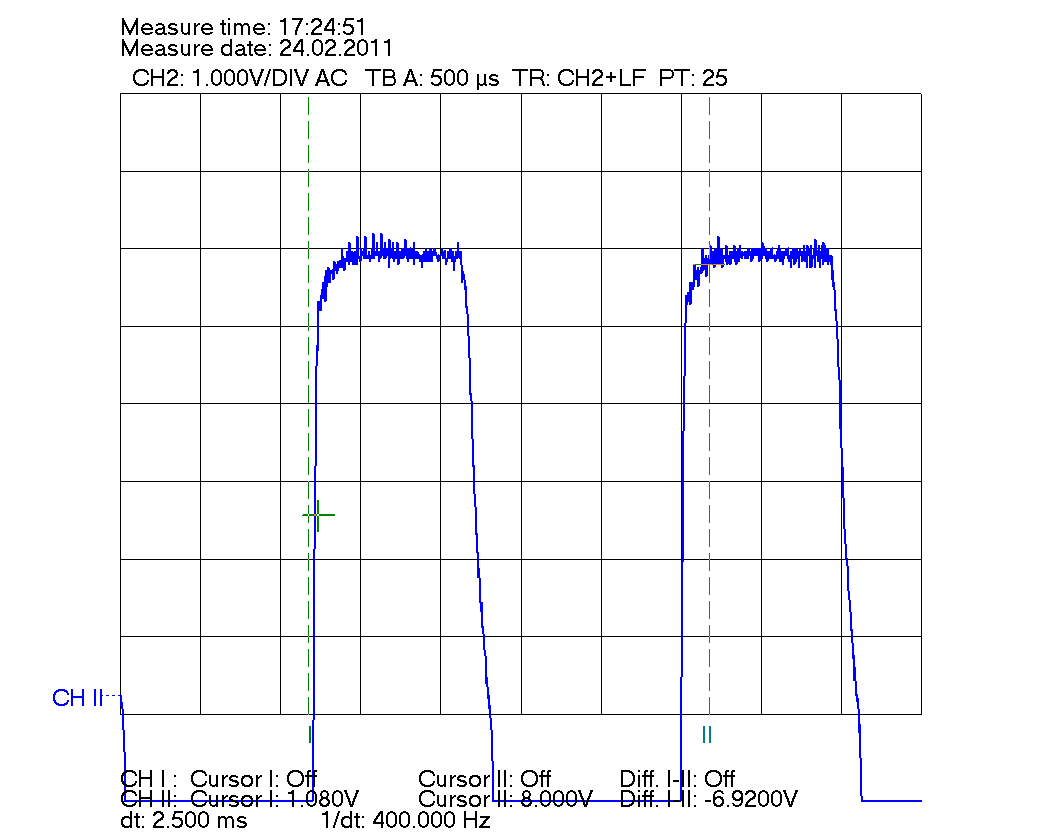 Measure time: 17:24:51
Measure date: 24.02.2011
CH2: 1.000V/DIV AC TB A: 500 µs TR: CH2+LF PT: 25
CH II
I II
CH I : Cursor I: Off Cursor II: Off Diff. I-II: Off
CH II: Cursor I: 1.080V Cursor II: 8.000V Diff. I-II: -6.9200V
dt: 2.500 ms 1/dt: 400.000 Hz